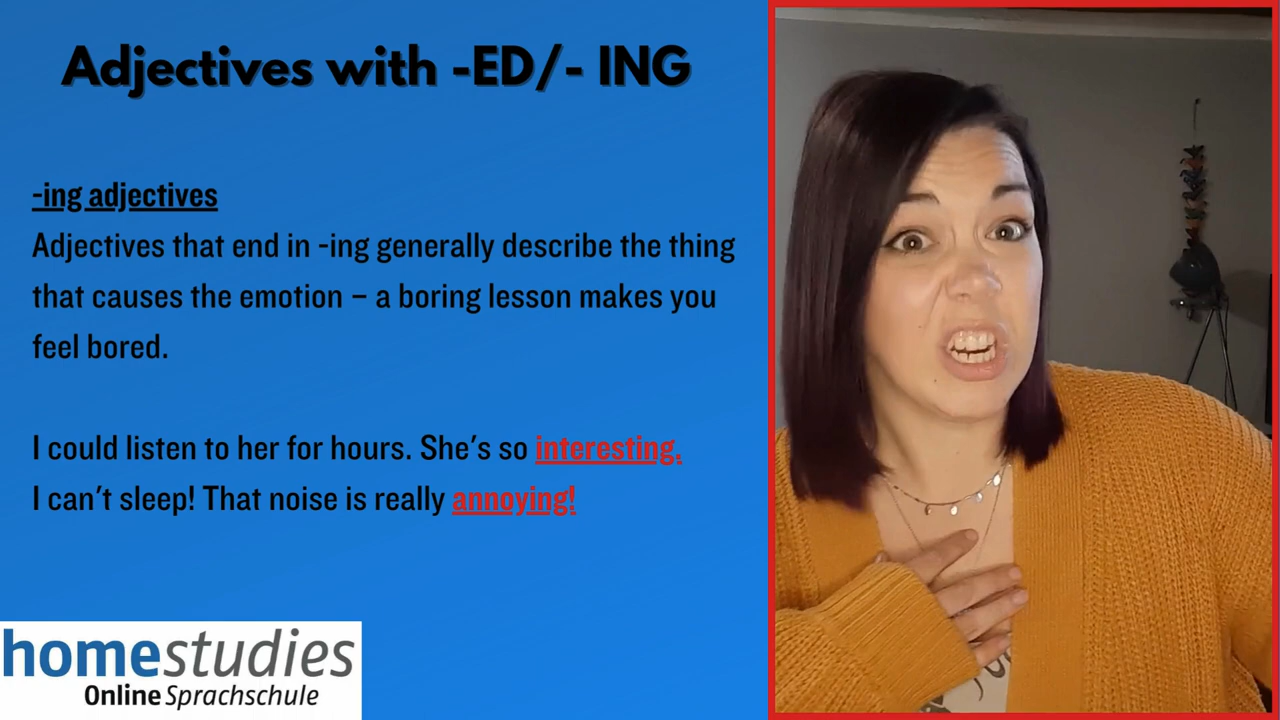 Adjectives with -ED/- ING
-ing adjectives
Adjectives that end in -ing generally describe the thing
that causes the emotion – a boring lesson makes you
feel bored.
I could listen to her for hours. She's so interesting.
I can't sleep! That noise is really annoying!
homestudies
Online Sprachschule